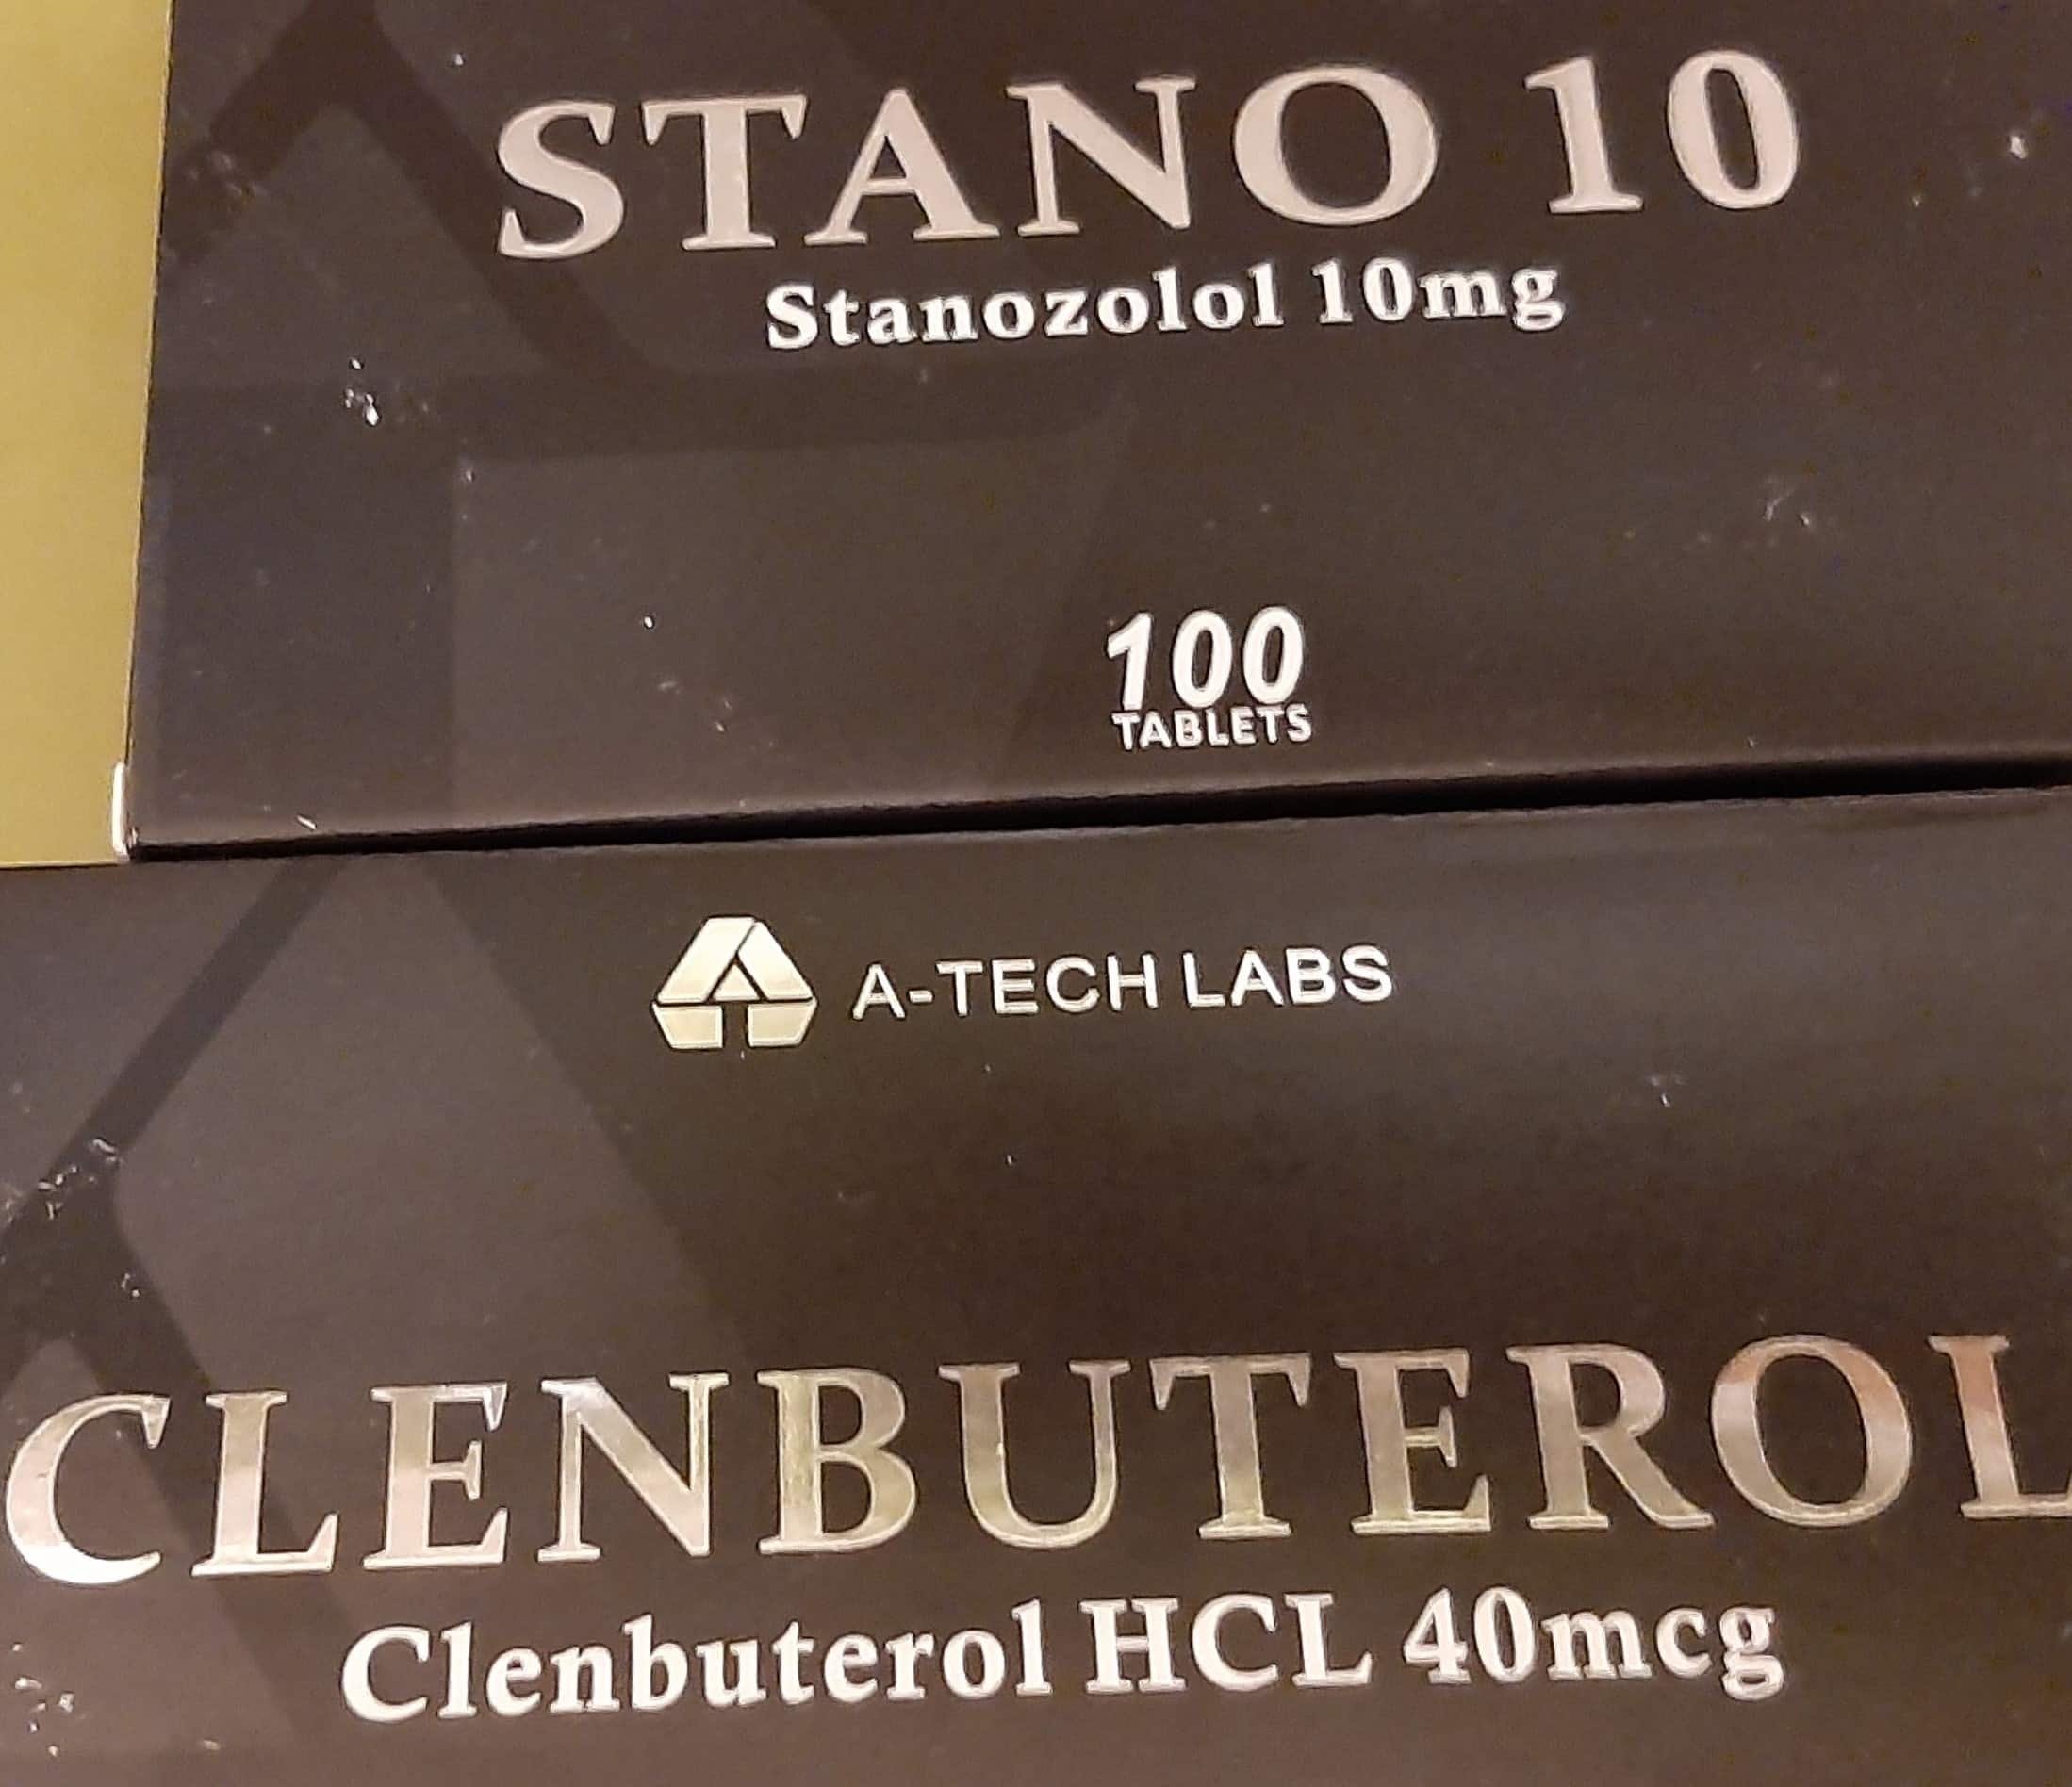 STANO 10
Stanozolol 10mg
100
TABLETS
A-TECH LABS
CLENBUTEROL
Clenbuterol HCL 40mcg